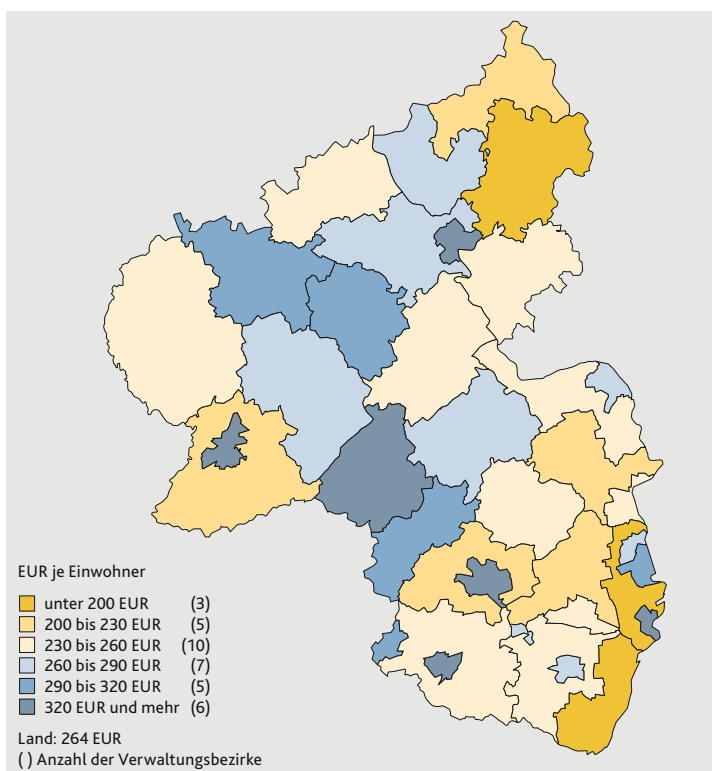 EUR je Einwohner
unter 200 EUR (3)
200 bis 230 EUR (5)
230 bis 260 EUR (10)
260 bis 290 EUR (7)
290 bis 320 EUR (5)
320 EUR und mehr (6)
Land: 264 EUR
( ) Anzahl der Verwaltungsbezirke